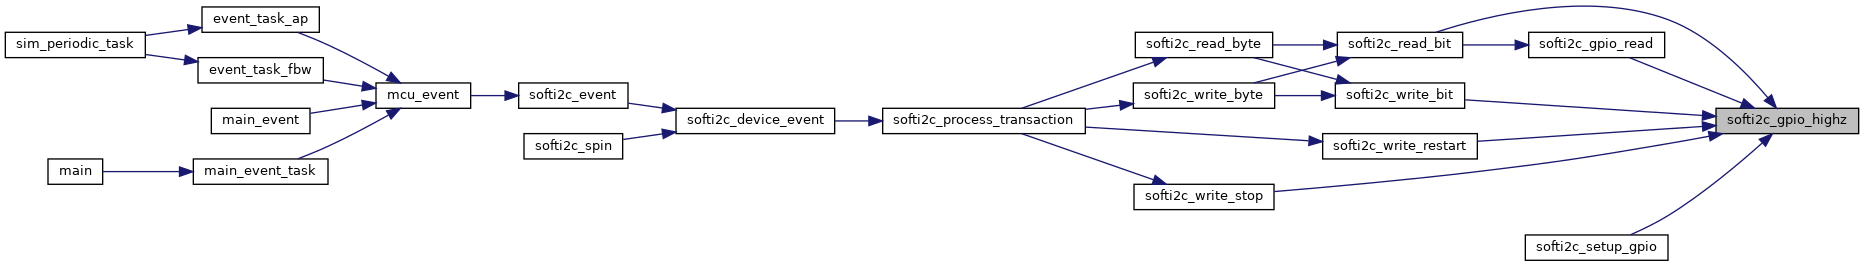 event_task_ap
sim_periodic_task
event_task_fbw
mcu_event
main_event
main_event_task
main
softi2c_event
softi2c_spin
softi2c_device_event
softi2c_process_transaction
softi2c_read_byte
softi2c_write_byte
softi2c_write_stop
softi2c_read_bit
softi2c_write_bit
softi2c_write_restart
softi2c_gpio_read
softi2c_setup_gpio
softi2c_gpio_highz